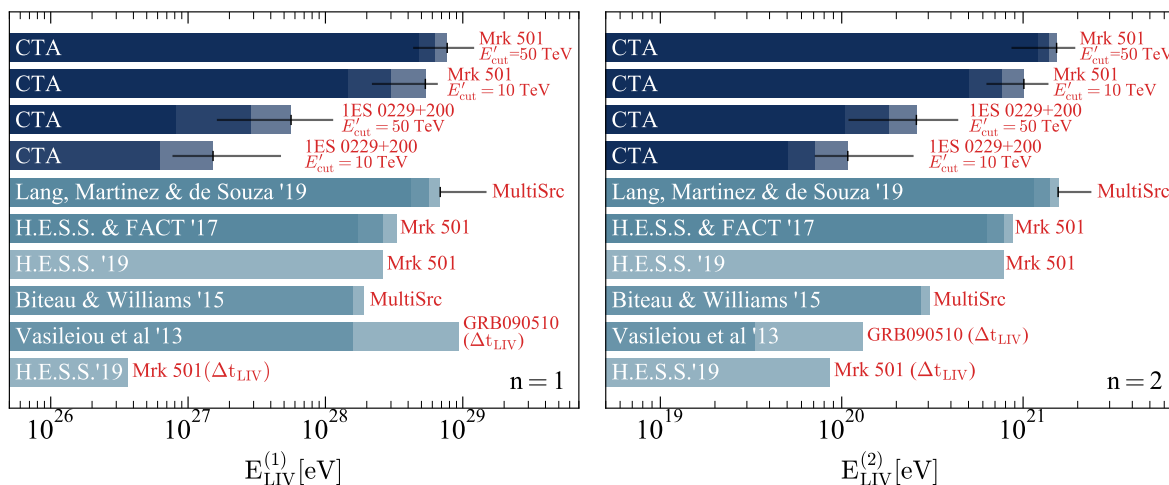 CTA
Mrk 501
E′cut=50 TeV
CTA
Mrk 501
E′cut = 10 TeV
CTA
1ES 0229+200
E′cut = 50 TeV
CTA
1ES 0229+200
E′cut = 10 TeV
Lang, Martinez & de Souza '19
MultiSrc
H.E.S.S. & FACT '17
Mrk 501
H.E.S.S. '19
Mrk 501
Biteau & Williams '15
MultiSrc
Vasileiou et al '13
GRB090510
(ΔtLIV)
H.E.S.S.'19
Mrk 501(ΔtLIV)
n = 1
10^26 10^27 10^28 10^29
E_LIV^(1) [eV]
CTA
Mrk 501
E′cut=50 TeV
CTA
Mrk 501
E′cut = 10 TeV
CTA
1ES 0229+200
E′cut = 50 TeV
CTA
1ES 0229+200
E′cut = 10 TeV
Lang, Martinez & de Souza '19
MultiSrc
H.E.S.S. & FACT '17
Mrk 501
H.E.S.S. '19
Mrk 501
Biteau & Williams '15
MultiSrc
Vasileiou et al '13
GRB090510 (ΔtLIV)
H.E.S.S.'19
Mrk 501 (ΔtLIV)
n = 2
10^19 10^20 10^21
E_LIV^(2) [eV]